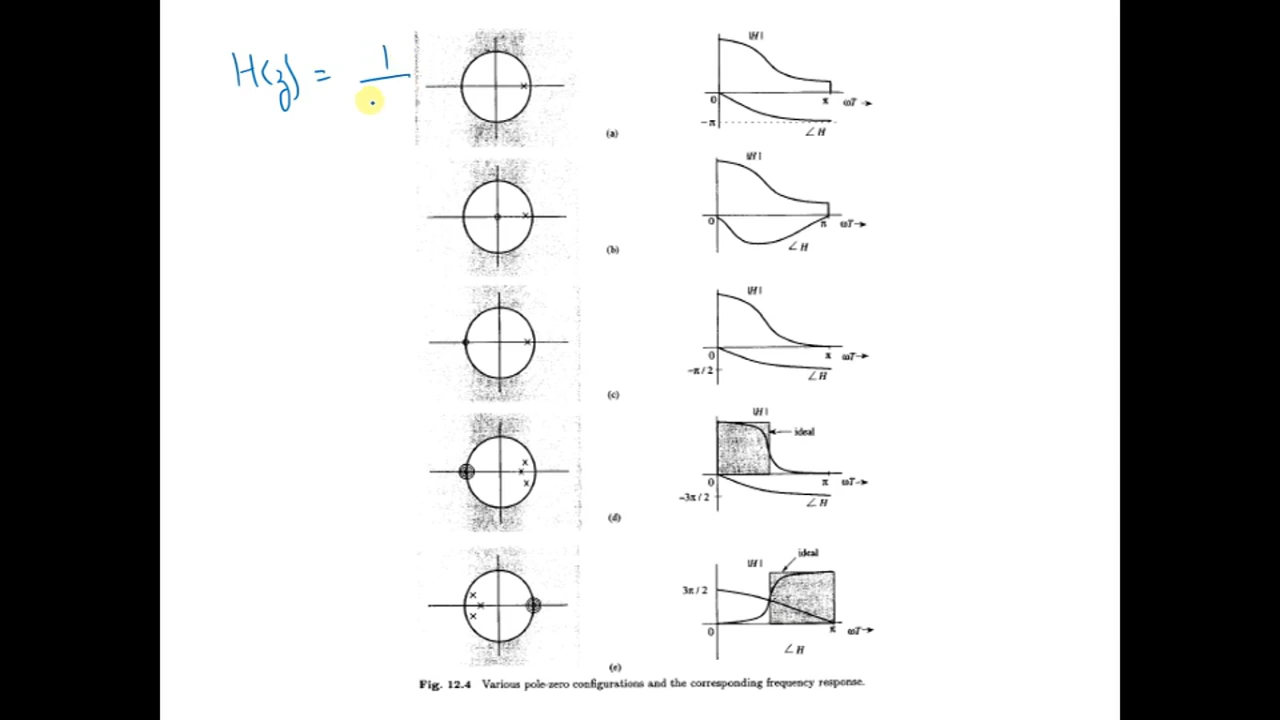 H(z) = 1
|H|
0
π
ωT
−π
∠H
(a)
|H|
0
π
ωT
∠H
(b)
|H|
0
π
ωT
−π/2
∠H
(c)
|H|
ideal
0
π
ωT
−3π/2
∠H
(d)
ideal
|H|
3π/2
0
π
ωT
∠H
(e)
Fig. 12.4 Various pole-zero configurations and the corresponding frequency response.